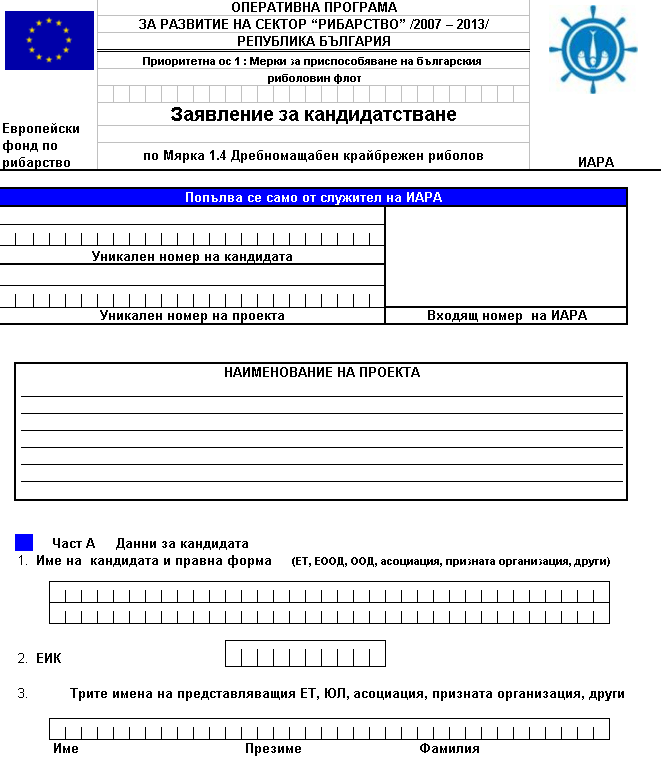 ОПЕРАТИВНА ПРОГРАМА
ЗА РАЗВИТИЕ НА СЕКТОР “РИБАРСТВО” /2007 – 2013/
РЕПУБЛИКА БЪЛГАРИЯ
Приоритетна ос 1 : Мерки за приспособяване на българския
риболовин флот
Заявление за кандидатстване
Европейски
фонд по
рибарство
по Мярка 1.4 Дребномащабен крайбрежен риболов
ИАРА
Попълва се само от служител на ИАРА
Уникален номер на кандидата
Уникален номер на проекта
Входящ номер на ИАРА
НАИМЕНОВАНИЕ НА ПРОЕКТА
Част А Данни за кандидата
1. Име на кандидата и правна форма (ЕТ, ЕООД, ООД, асоциация, призната организация, други)
2. ЕИК
3. Трите имена на представляващия ЕТ, ЮЛ, асоциация, призната организация, други
Име Презиме Фамилия